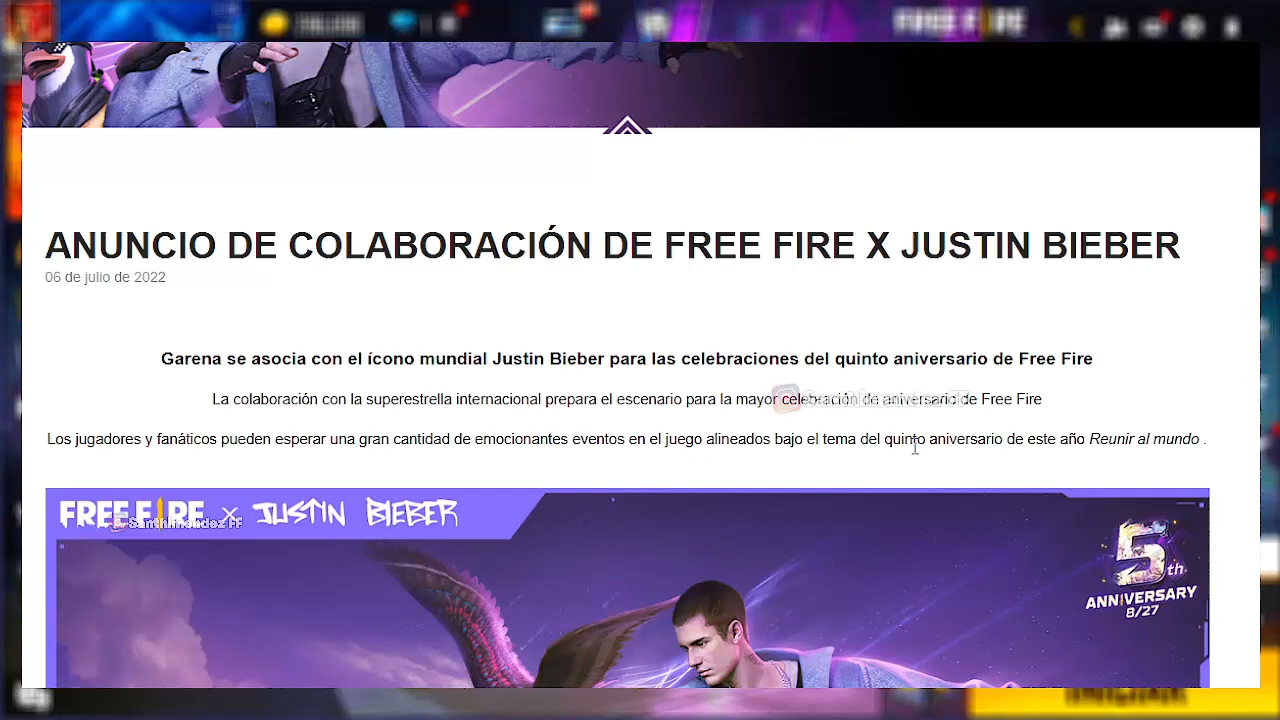 FREE FIRE
ANUNCIO DE COLABORACIÓN DE FREE FIRE X JUSTIN BIEBER
06 de julio de 2022
Garena se asocia con el ícono mundial Justin Bieber para las celebraciones del quinto aniversario de Free Fire
La colaboración con la superestrella internacional prepara el escenario para la mayor celebración de aniversario de Free Fire
Los jugadores y fanáticos pueden esperar una gran cantidad de emocionantes eventos en el juego alineados bajo el tema del quinto aniversario de este año Reunir al mundo .
FREE FIRE X JUSTIN BIEBER
5th
ANNIVERSARY
8/27